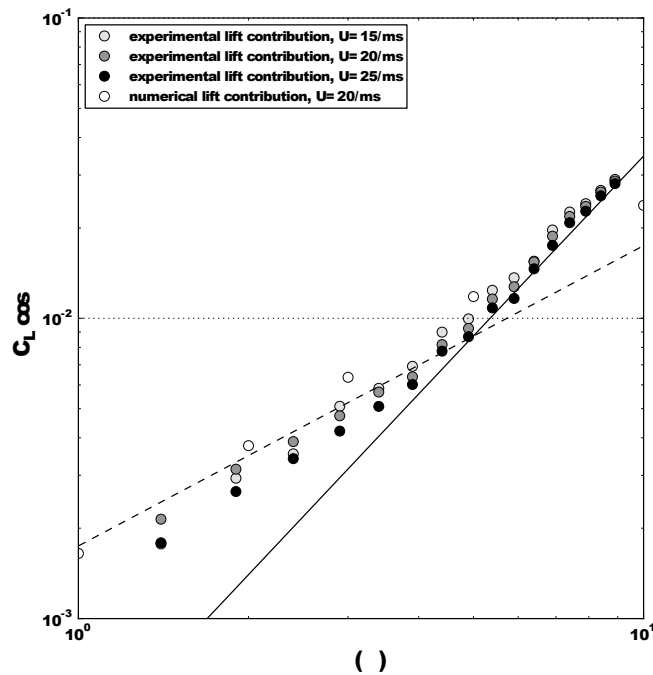 10⁻¹
experimental lift contribution, U= 15/ms
experimental lift contribution, U= 20/ms
experimental lift contribution, U= 25/ms
numerical lift contribution, U= 20/ms
C_L cos
10⁻²
10⁻³
10⁰
10¹
( )